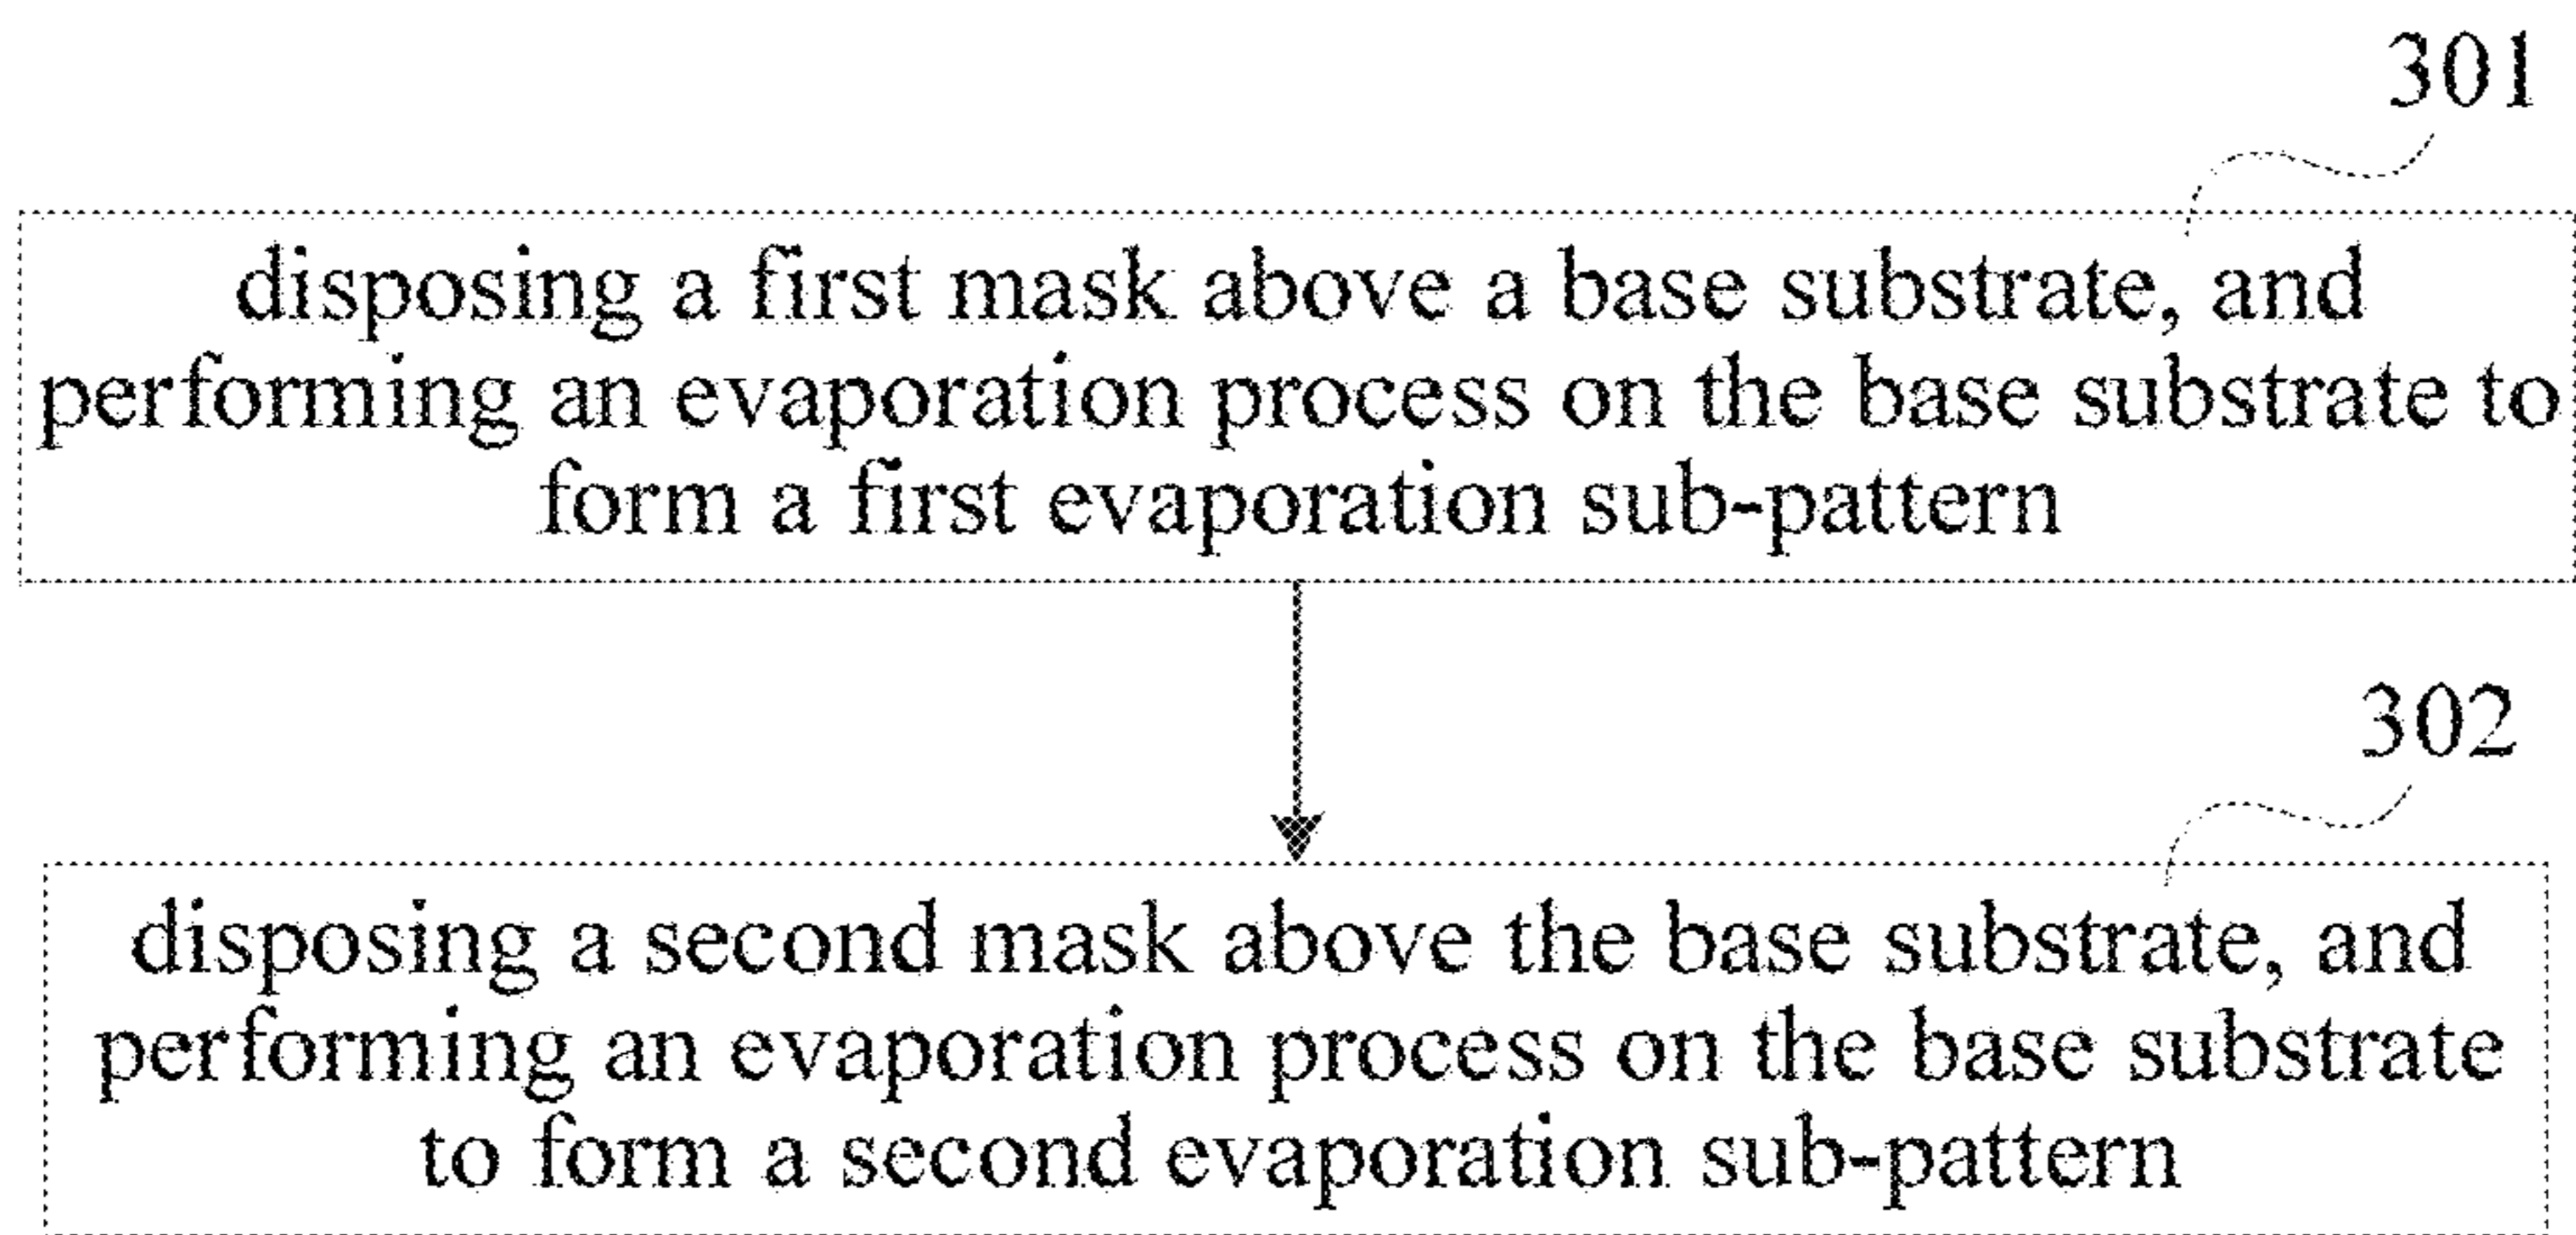 301
disposing a first mask above a base substrate, and
performing an evaporation process on the base substrate to
form a first evaporation sub-pattern
302
disposing a second mask above the base substrate, and
performing an evaporation process on the base substrate
to form a second evaporation sub-pattern